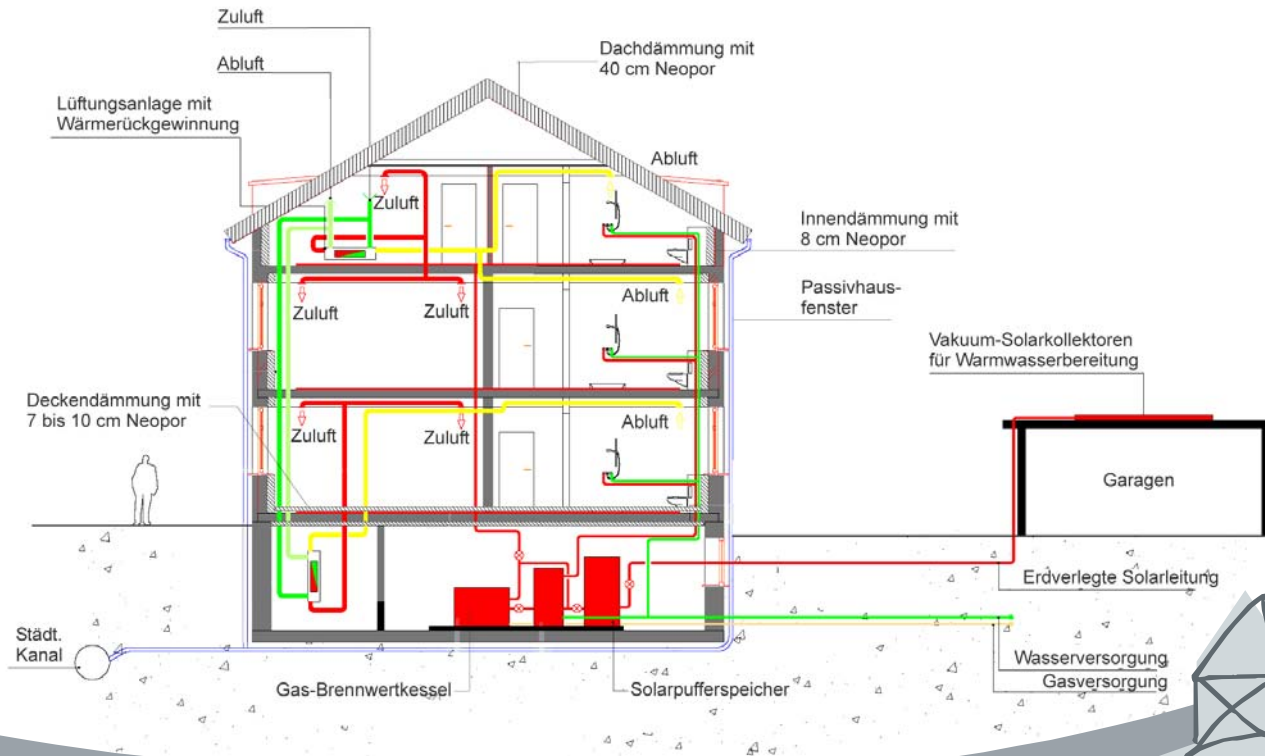 Zuluft
Abluft
Dachdämmung mit
40 cm Neopor
Lüftungsanlage mit
Wärmerückgewinnung
Abluft
Zuluft
Innendämmung mit
8 cm Neopor
Passivhaus-
fenster
Zuluft
Zuluft
Abluft
Vakuum-Solarkollektoren
für Warmwasserbereitung
Deckendämmung mit
7 bis 10 cm Neopor
Zuluft
Zuluft
Abluft
Garagen
Erdverlegte Solarleitung
Städt.
Kanal
Wasserversorgung
Gasversorgung
Gas-Brennwertkessel
Solarpufferspeicher